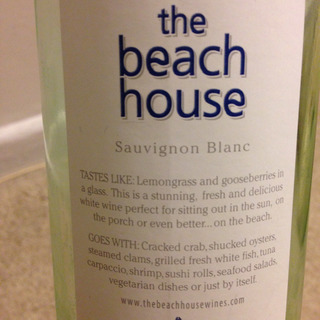 the
beach
house
Sauvignon Blanc
TASTES LIKE: Lemongrass and gooseberries in
a glass. This is a stunning, fresh and delicious
white wine perfect for sitting out in the sun, on
the porch or even better... on the beach.
GOES WITH: Cracked crab, shucked oysters,
steamed clams, grilled fresh white fish, tuna
carpaccio, shrimp, sushi rolls, seafood salads,
vegetarian dishes or just by itself.
www.thebeachhousewines.com